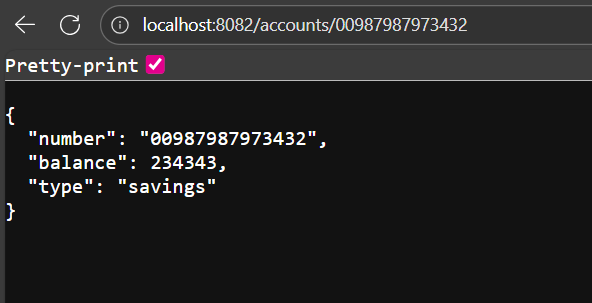 localhost:8082/accounts/00987987973432
Pretty-print
{
"number": "00987987973432",
"balance": 234343,
"type": "savings"
}